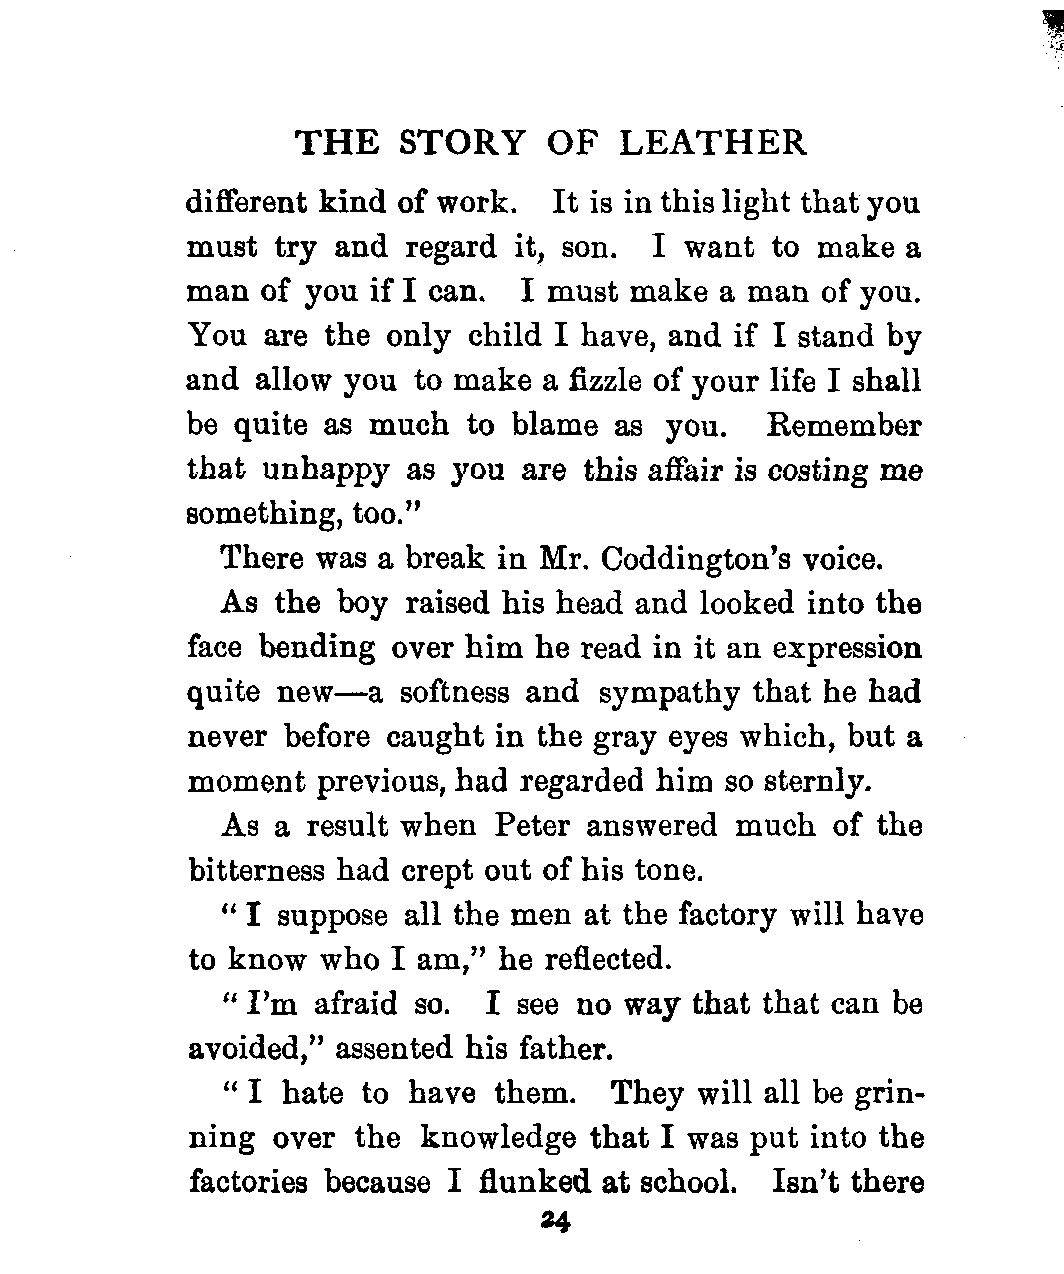 THE STORY OF LEATHER
different kind of work. It is in this light that you
must try and regard it, son. I want to make a
man of you if I can. I must make a man of you.
You are the only child I have, and if I stand by
and allow you to make a fizzle of your life I shall
be quite as much to blame as you. Remember
that unhappy as you are this affair is costing me
something, too."
There was a break in Mr. Coddington's voice.
As the boy raised his head and looked into the
face bending over him he read in it an expression
quite new—a softness and sympathy that he had
never before caught in the gray eyes which, but a
moment previous, had regarded him so sternly.
As a result when Peter answered much of the
bitterness had crept out of his tone.
"I suppose all the men at the factory will have
to know who I am," he reflected.
"I'm afraid so. I see no way that that can be
avoided," assented his father.
"I hate to have them. They will all be grin-
ning over the knowledge that I was put into the
factories because I flunked at school. Isn't there
24